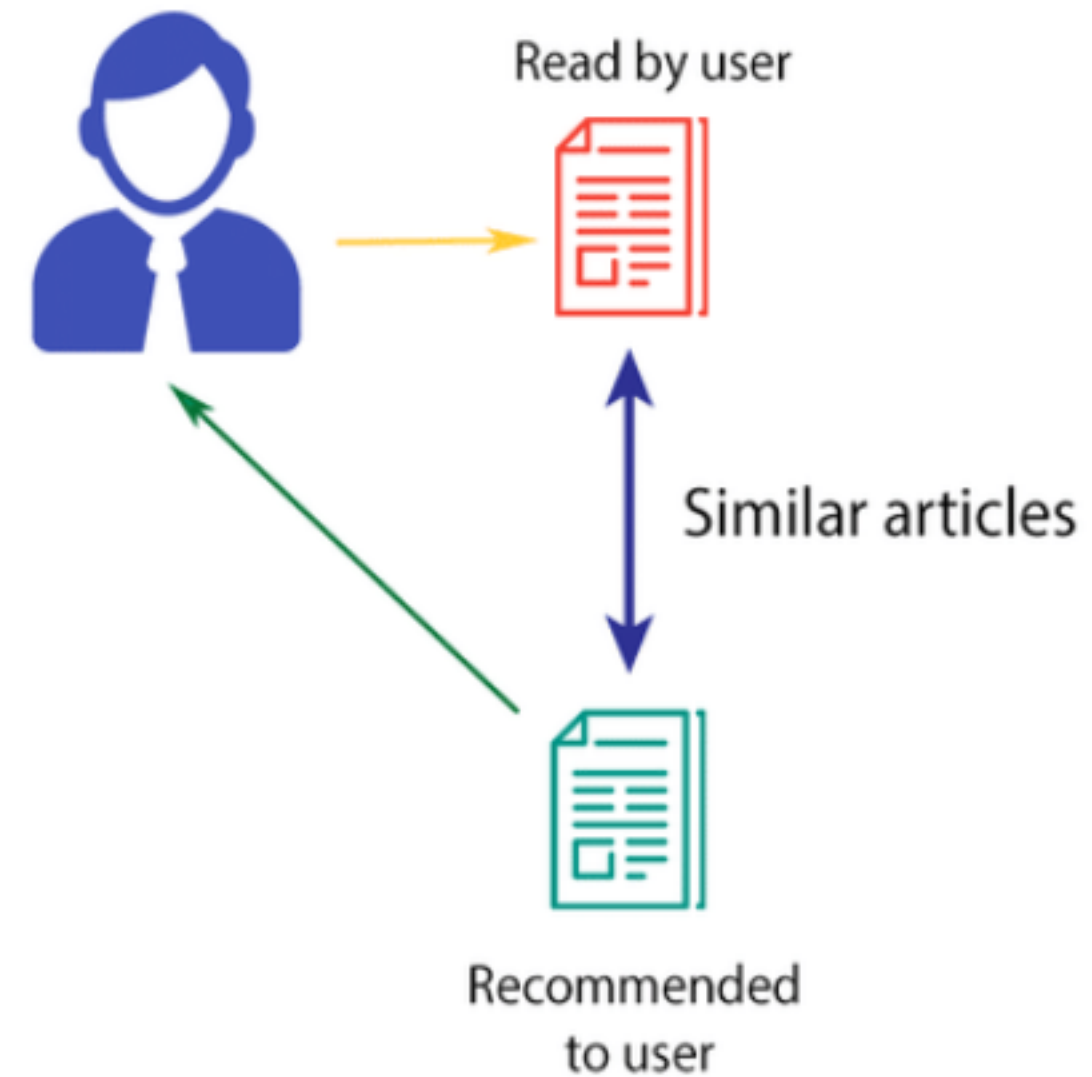 Read by user
Similar articles
Recommended
to user